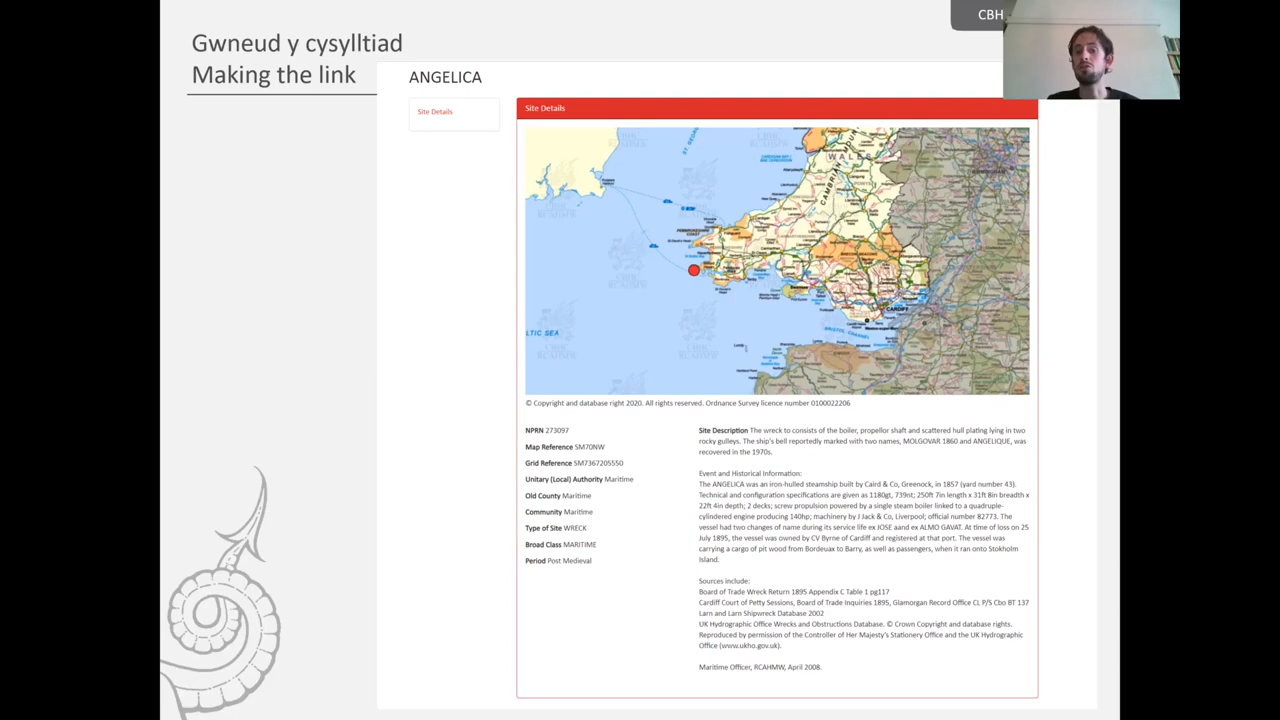 CBH
Gwneud y cysylltiad
Making the link
ANGELICA
Site Details
Site Details
WALES
CAMBRIAN MOUN
CARDIFF
BRISTOL CHANNEL
LTIC SEA
© Copyright and database right 2020. All rights reserved. Ordnance Survey licence number 0100022206
NPRN 273097
Map Reference SM70NW
Grid Reference SM7367205550
Unitary (Local) Authority Maritime
Old County Maritime
Community Maritime
Type of Site WRECK
Broad Class MARITIME
Period Post Medieval
Site Description The wreck to consists of the boiler, propellor shaft and scattered hull plating lying in two
rocky gulleys. The ship's bell reportedly marked with two names, MOLGOVAR 1860 and ANGELIQUE, was
recovered in the 1970s.
Event and Historical Information:
The ANGELICA was an iron-hulled steamship built by Caird & Co, Greenock, in 1857 (yard number 43).
Technical and configuration specifications are given as 1180gt, 739nt; 250ft 7in length x 31ft 8in breadth x
22ft 4in depth; 2 decks; screw propulsion powered by a single steam boiler linked to a quadruple-
cylindered engine producing 140hp; machinery by J Jack & Co, Liverpool; official number 82773. The
vessel had two changes of name during its service life ex JOSE aand ex ALMO GAVAT. At time of loss on 25
July 1895, the vessel was owned by CV Byrne of Cardiff and registered at that port. The vessel was
carrying a cargo of pit wood from Bordeuax to Barry, as well as passengers, when it ran onto Stokholm
Island.
Sources include:
Board of Trade Wreck Return 1895 Appendix C Table 1 pg117
Cardiff Court of Petty Sessions, Board of Trade Inquiries 1895, Glamorgan Record Office CL P/S Cbo BT 137
Larn and Larn Shipwreck Database 2002
UK Hydrographic Office Wrecks and Obstructions Database. © Crown Copyright and database rights.
Reproduced by permission of the Controller of Her Majesty's Stationery Office and the UK Hydrographic
Office (www.ukho.gov.uk).
Maritime Officer, RCAHMW, April 2008.